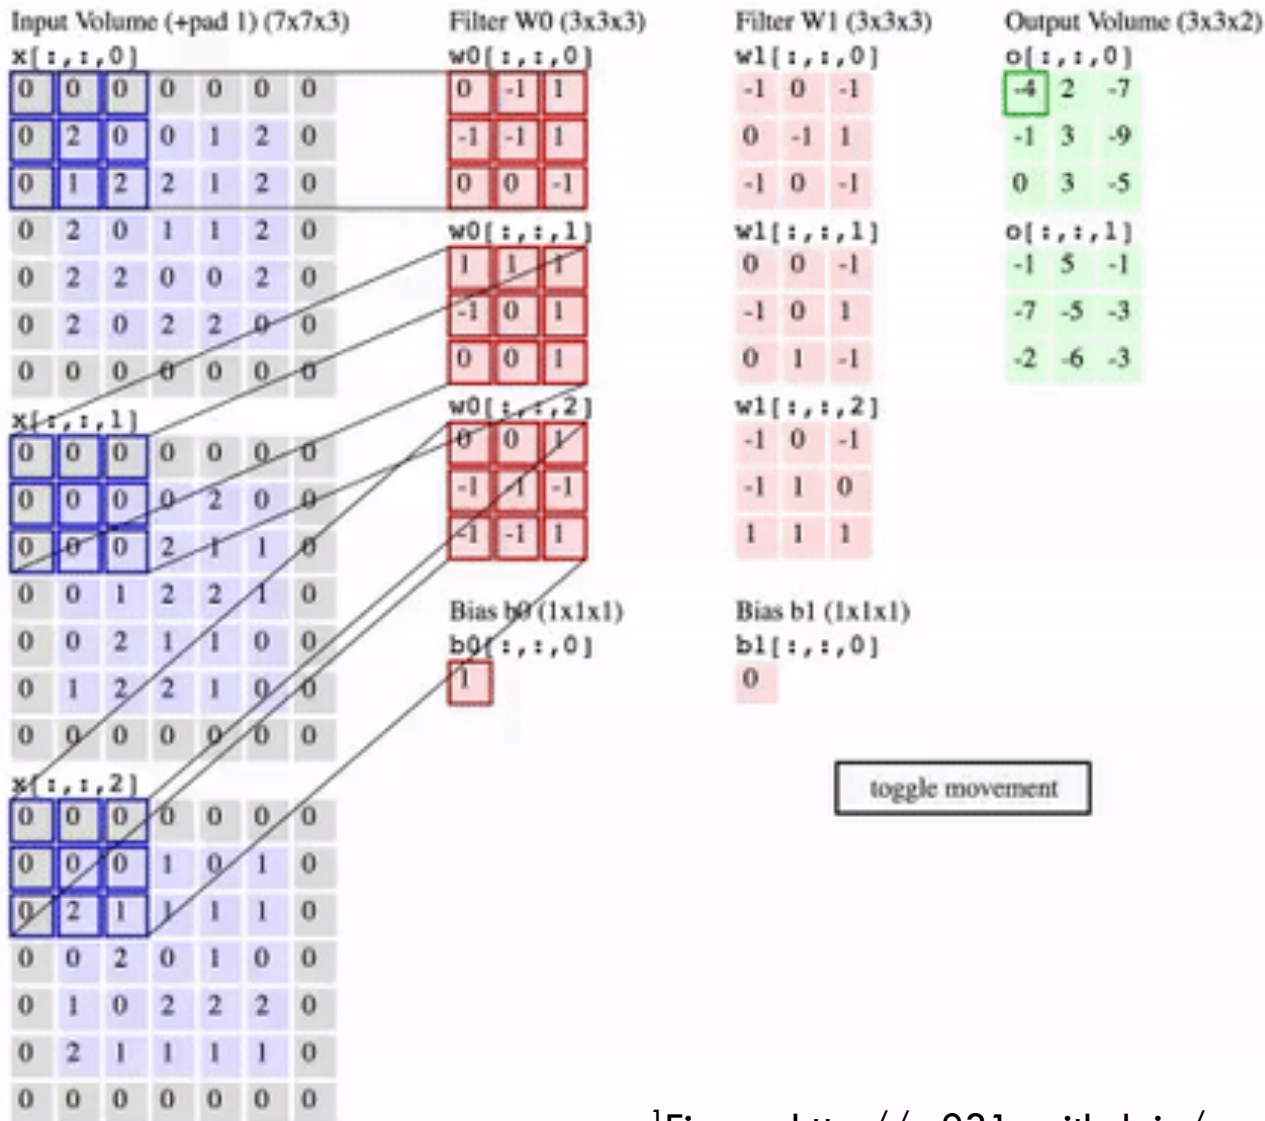 Input Volume (+pad 1) (7x7x3)
x[:,:,0]
0 0 0 0 0 0 0
0 2 0 0 1 2 0
0 1 2 2 1 2 0
0 2 0 1 1 2 0
0 2 2 0 0 2 0
0 2 0 2 2 0 0
0 0 0 0 0 0 0
x[:,:,1]
0 0 0 0 0 0 0
0 0 0 0 2 0 0
0 0 0 2 1 1 0
0 0 1 2 2 1 0
0 0 2 1 1 0 0
0 1 2 2 1 0 0
0 0 0 0 0 0 0
x[:,:,2]
0 0 0 0 0 0 0
0 0 0 1 0 1 0
0 2 1 1 1 1 0
0 0 2 0 1 0 0
0 1 0 2 2 2 0
0 2 1 1 1 1 0
0 0 0 0 0 0 0
Filter W0 (3x3x3)
w0[:,:,0]
0 -1 1
-1 -1 1
0 0 -1
w0[:,:,1]
1 1 1
-1 0 1
0 0 1
w0[:,:,2]
0 0 1
-1 -1 -1
-1 -1 1
Bias b0 (1x1x1)
b0[:,:,0]
1
Filter W1 (3x3x3)
w1[:,:,0]
-1 0 -1
0 -1 1
-1 0 -1
w1[:,:,1]
0 0 -1
-1 0 1
0 1 -1
w1[:,:,2]
-1 0 -1
-1 1 0
1 1 1
Bias b1 (1x1x1)
b1[:,:,0]
0
Output Volume (3x3x2)
o[:,:,0]
-4 2 -7
-1 3 -9
0 3 -5
o[:,:,1]
-1 5 -1
-7 -5 -3
-2 -6 -3
toggle movement